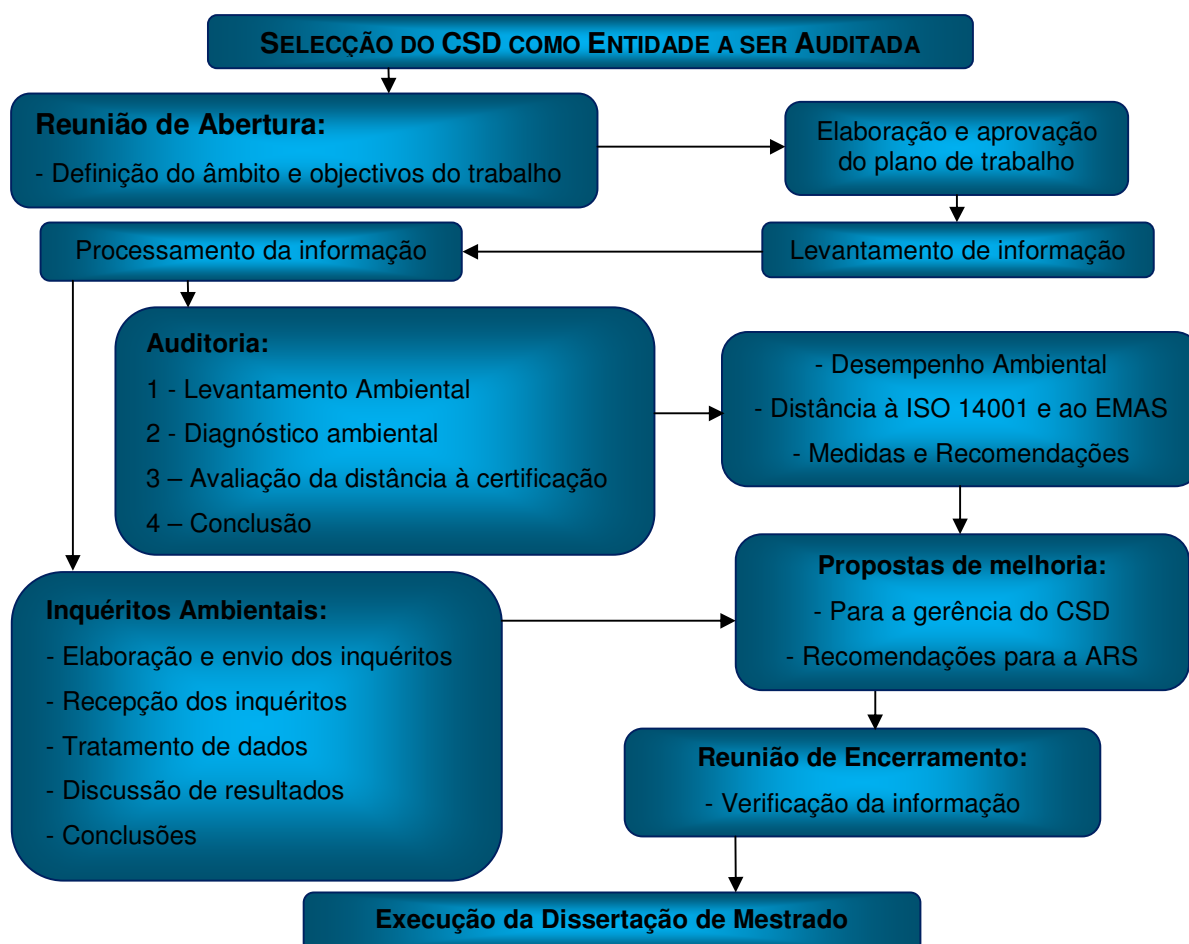 SELECÇÃO DO CSD COMO ENTIDADE A SER AUDITADA
Reunião de Abertura:
- Definição do âmbito e objectivos do trabalho
Elaboração e aprovação
do plano de trabalho
Levantamento de informação
Processamento da informação
Auditoria:
1 - Levantamento Ambiental
2 - Diagnóstico ambiental
3 – Avaliação da distância à certificação
4 – Conclusão
- Desempenho Ambiental
- Distância à ISO 14001 e ao EMAS
- Medidas e Recomendações
Inquéritos Ambientais:
- Elaboração e envio dos inquéritos
- Recepção dos inquéritos
- Tratamento de dados
- Discussão de resultados
- Conclusões
Propostas de melhoria:
- Para a gerência do CSD
- Recomendações para a ARS
Reunião de Encerramento:
- Verificação da informação
Execução da Dissertação de Mestrado